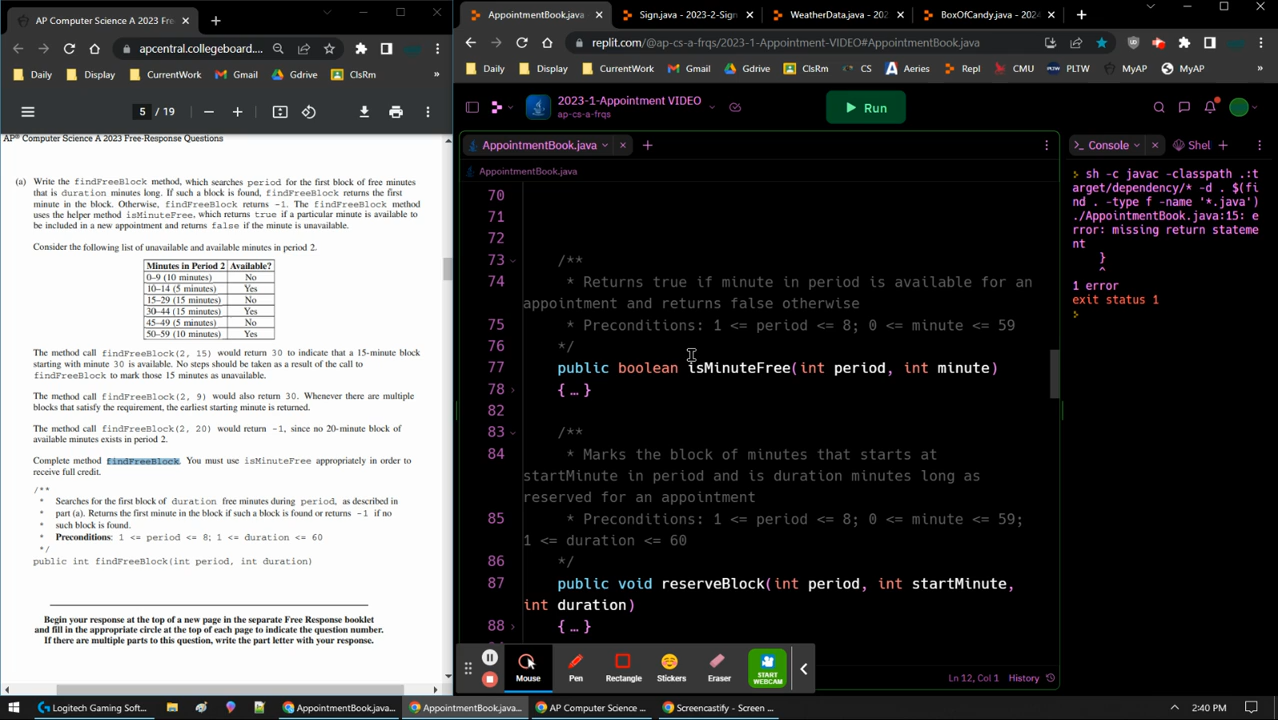 AP Computer Science A 2023 Fre
AppointmentBook.java
Sign.java - 2023-2-Sign
WeatherData.java - 202
BoxOfCandy.java - 2024
apcentral.collegeboard....
replit.com/@ap-cs-a-frqs/2023-1-Appointment-VIDEO#AppointmentBook.java
Daily Display CurrentWork Gmail Gdrive ClsRm »
Daily Display CurrentWork Gmail Gdrive ClsRm CS Aeries Repl CMU PLTW MyAP MyAP
5 / 19
AP® Computer Science A 2023 Free-Response Questions
(a) Write the findFreeBlock method, which searches period for the first block of free minutes
that is duration minutes long. If such a block is found, findFreeBlock returns the first
minute in the block. Otherwise, findFreeBlock returns -1. The findFreeBlock method
uses the helper method isMinuteFree, which returns true if a particular minute is available to
be included in a new appointment and returns false if the minute is unavailable.
Consider the following list of unavailable and available minutes in period 2.
Minutes in Period 2 Available?
0–9 (10 minutes) No
10–14 (5 minutes) Yes
15–29 (15 minutes) No
30–44 (15 minutes) Yes
45–49 (5 minutes) No
50–59 (10 minutes) Yes
The method call findFreeBlock(2, 15) would return 30 to indicate that a 15-minute block
starting with minute 30 is available. No steps should be taken as a result of the call to
findFreeBlock to mark those 15 minutes as unavailable.
The method call findFreeBlock(2, 9) would also return 30. Whenever there are multiple
blocks that satisfy the requirement, the earliest starting minute is returned.
The method call findFreeBlock(2, 20) would return -1, since no 20-minute block of
available minutes exists in period 2.
Complete method findFreeBlock. You must use isMinuteFree appropriately in order to
receive full credit.
/**
* Searches for the first block of duration free minutes during period, as described in
* part (a). Returns the first minute in the block if such a block is found or returns -1 if no
* such block is found.
* Preconditions: 1 <= period <= 8; 1 <= duration <= 60
*/
public int findFreeBlock(int period, int duration)
Begin your response at the top of a new page in the separate Free Response booklet
and fill in the appropriate circle at the top of each page to indicate the question number.
If there are multiple parts to this question, write the part letter with your response.
2023-1-Appointment VIDEO
ap-cs-a-frqs
Run
AppointmentBook.java
AppointmentBook.java
70
71
72
73 /**
74 * Returns true if minute in period is available for an
appointment and returns false otherwise
75 * Preconditions: 1 <= period <= 8; 0 <= minute <= 59
76 */
77 public boolean isMinuteFree(int period, int minute)
78 { … }
82
83 /**
84 * Marks the block of minutes that starts at
startMinute in period and is duration minutes long as
reserved for an appointment
85 * Preconditions: 1 <= period <= 8; 0 <= minute <= 59;
1 <= duration <= 60
86 */
87 public void reserveBlock(int period, int startMinute,
int duration)
88 { … }
Console
Shel
sh -c javac -classpath .:t
arget/dependency/* -d . $(f
ind . -type f -name '*.java')
./AppointmentBook.java:15: e
rror: missing return stateme
nt
}
^
1 error
exit status 1
Mouse Pen Rectangle Stickers Eraser START WEBCAM
Ln 12, Col 1 History
Logitech Gaming Soft...
AppointmentBook.java...
AppointmentBook.java...
AP Computer Science ...
Screencastify - Screen ...
2:40 PM